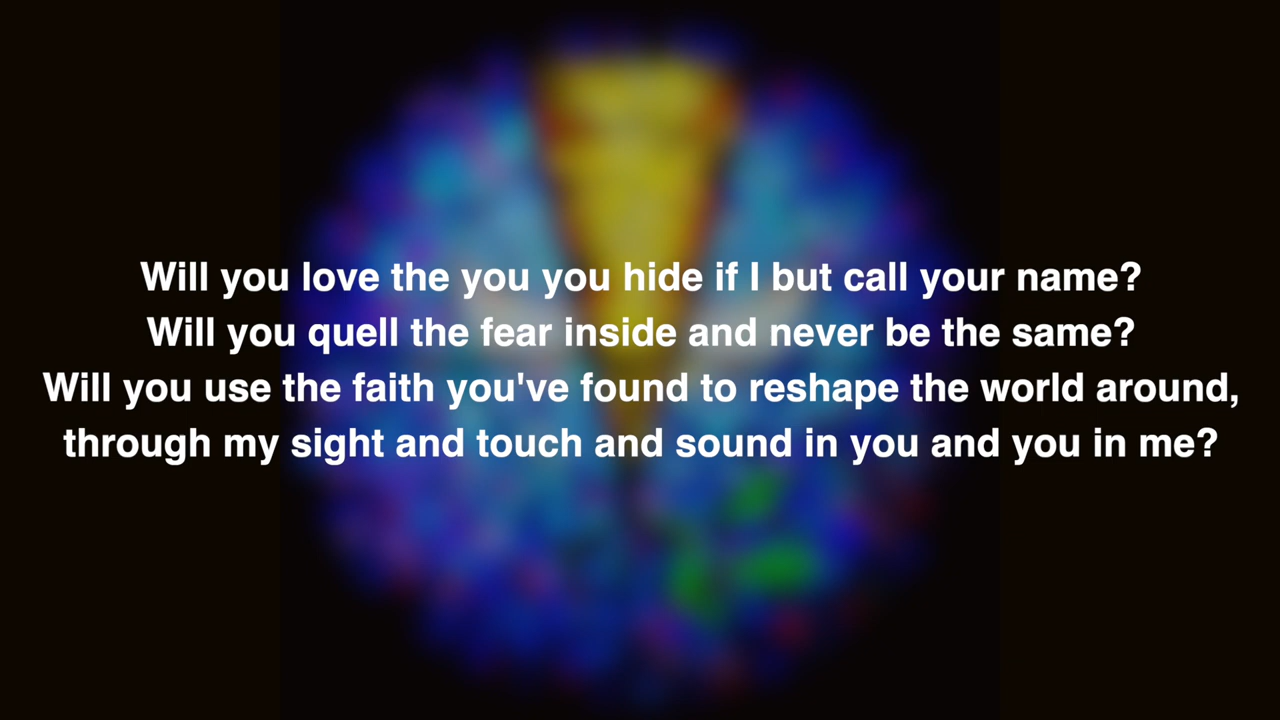 Will you love the you you hide if I but call your name?
Will you quell the fear inside and never be the same?
Will you use the faith you've found to reshape the world around,
through my sight and touch and sound in you and you in me?